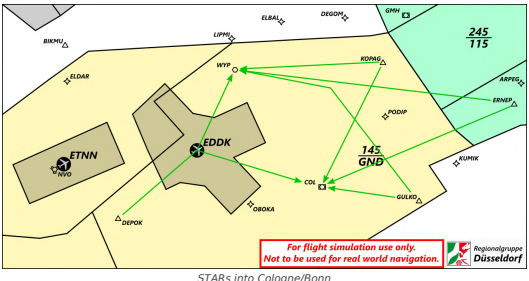 GMH
DEGOM
ELBAL
LIPMI
BIKMU
245
115
KOPAG
WYP
ELDAR
ARPEG
ERNEP
PODIP
EDDK
145
GND
ETNN
NVO
KUMIK
COL
GULKO
OBOKA
DEPOK
For flight simulation use only.
Not to be used for real world navigation.
Regionalgruppe
Düsseldorf
STARs into Cologne/Bonn